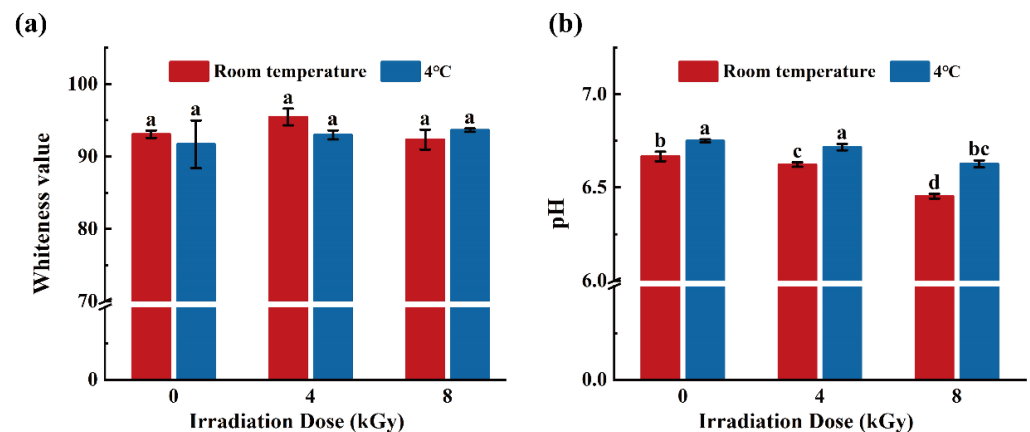 (a)
Room temperature 4°C
100
90
80
70
0
Whiteness value
a a a a a a
0 4 8
Irradiation Dose (kGy)
(b)
Room temperature 4°C
7.0
6.5
6.0
0.0
pH
b a c a d bc
0 4 8
Irradiation Dose (kGy)